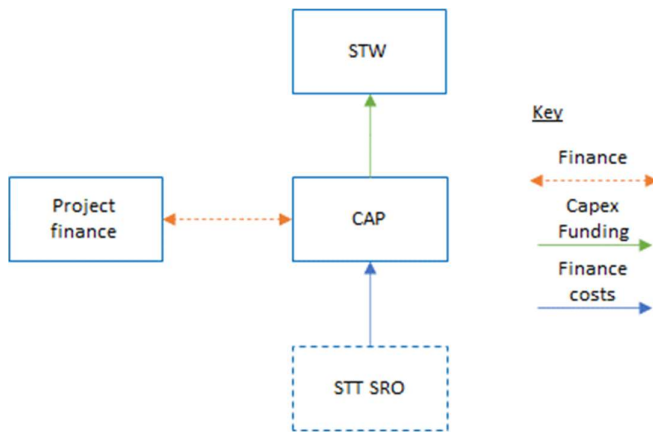 STW
Key
Finance
Project
finance
CAP
Capex
Funding
Finance
costs
STT SRO